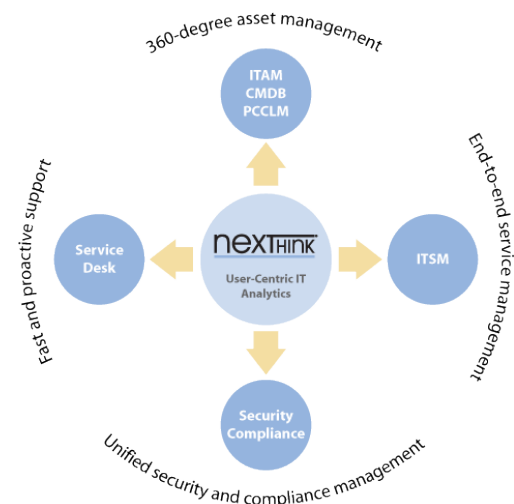 360-degree asset management
ITAM
CMDB
PCCLM
End-to-end service management
Fast and proactive support
Service
Desk
nexTHINK
User-Centric IT
Analytics
ITSM
Security
Compliance
Unified security and compliance management